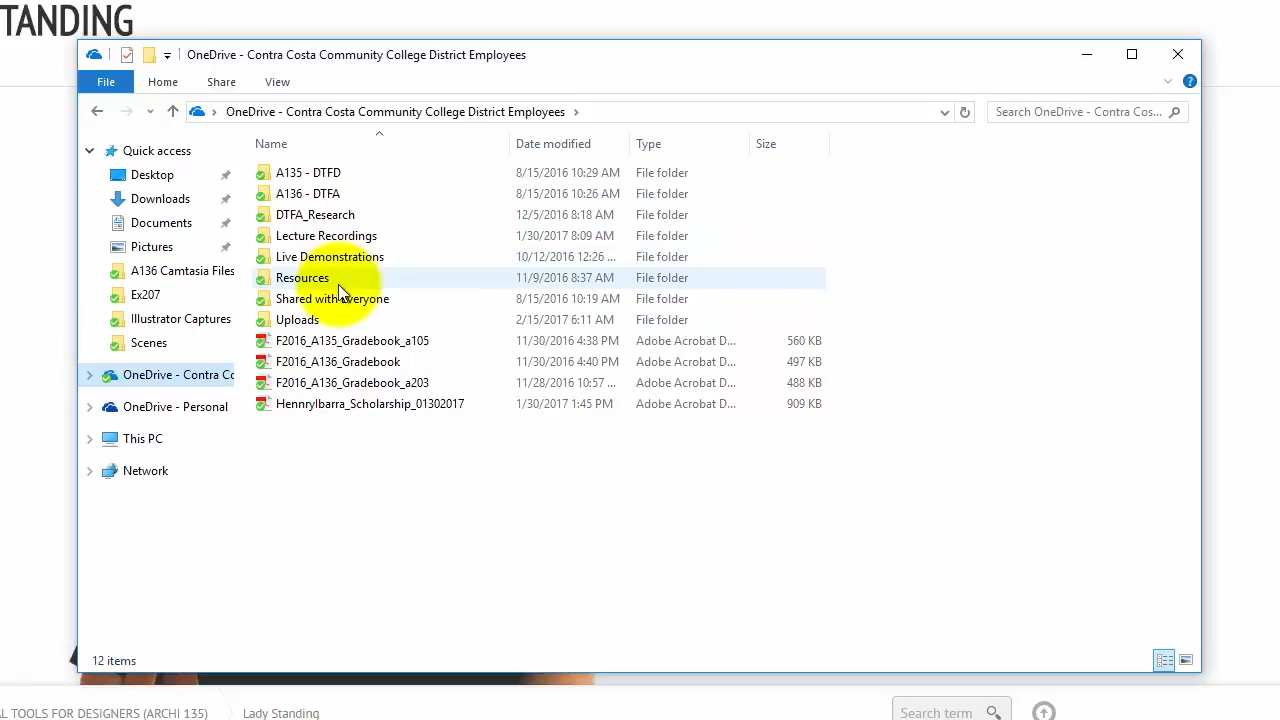 TANDING
OneDrive - Contra Costa Community College District Employees
File Home Share View
OneDrive - Contra Costa Community College District Employees
Search OneDrive - Contra Cos...
Name Date modified Type Size
Quick access
Desktop
Downloads
Documents
Pictures
A136 Camtasia Files
Ex207
Illustrator Captures
Scenes
OneDrive - Contra Cc
OneDrive - Personal
This PC
Network
A135 - DTFD 8/15/2016 10:29 AM File folder
A136 - DTFA 8/15/2016 10:26 AM File folder
DTFA_Research 12/5/2016 8:18 AM File folder
Lecture Recordings 1/30/2017 8:09 AM File folder
Live Demonstrations 10/12/2016 12:26 ... File folder
Resources 11/9/2016 8:37 AM File folder
Shared with Everyone 8/15/2016 10:19 AM File folder
Uploads 2/15/2017 6:11 AM File folder
F2016_A135_Gradebook_a105 11/30/2016 4:38 PM Adobe Acrobat D... 560 KB
F2016_A136_Gradebook 11/30/2016 4:40 PM Adobe Acrobat D... 497 KB
F2016_A136_Gradebook_a203 11/28/2016 10:57 ... Adobe Acrobat D... 488 KB
HennryIbarra_Scholarship_01302017 1/30/2017 1:45 PM Adobe Acrobat D... 909 KB
12 items
AL TOOLS FOR DESIGNERS (ARCHI 135) Lady Standing Search term